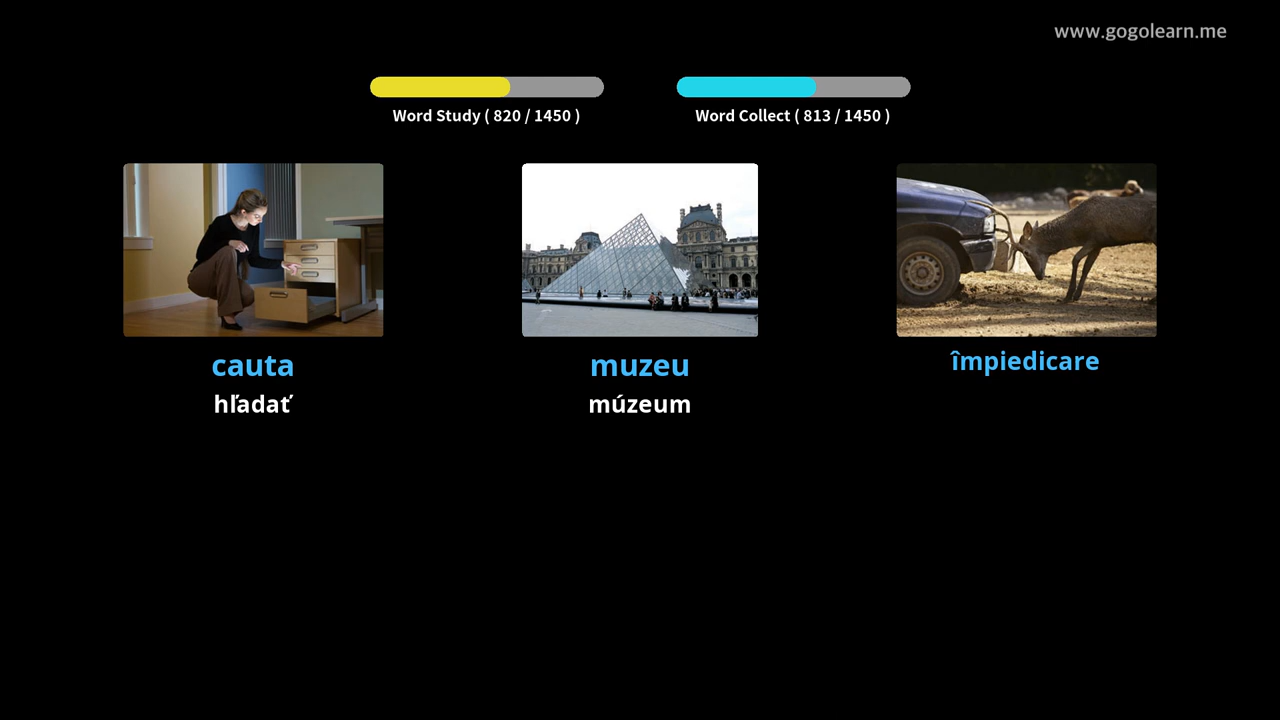 www.gogolearn.me
Word Study ( 820 / 1450 )
Word Collect ( 813 / 1450 )
cauta
muzeu
împiedicare
hľadať
múzeum